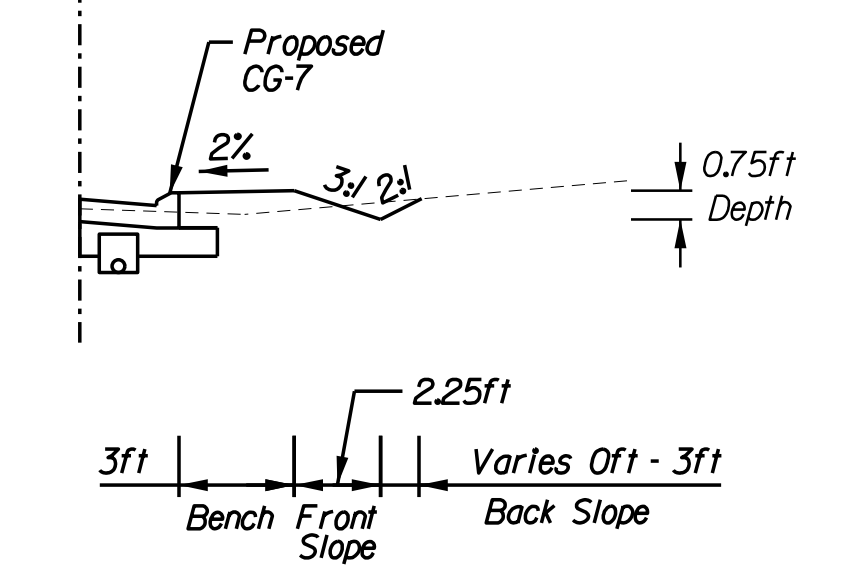 Proposed
CG-7
2%
3:1
2:1
0.75ft
Depth
2.25ft
3ft
Varies 0ft - 3ft
Bench
Front
Slope
Back Slope